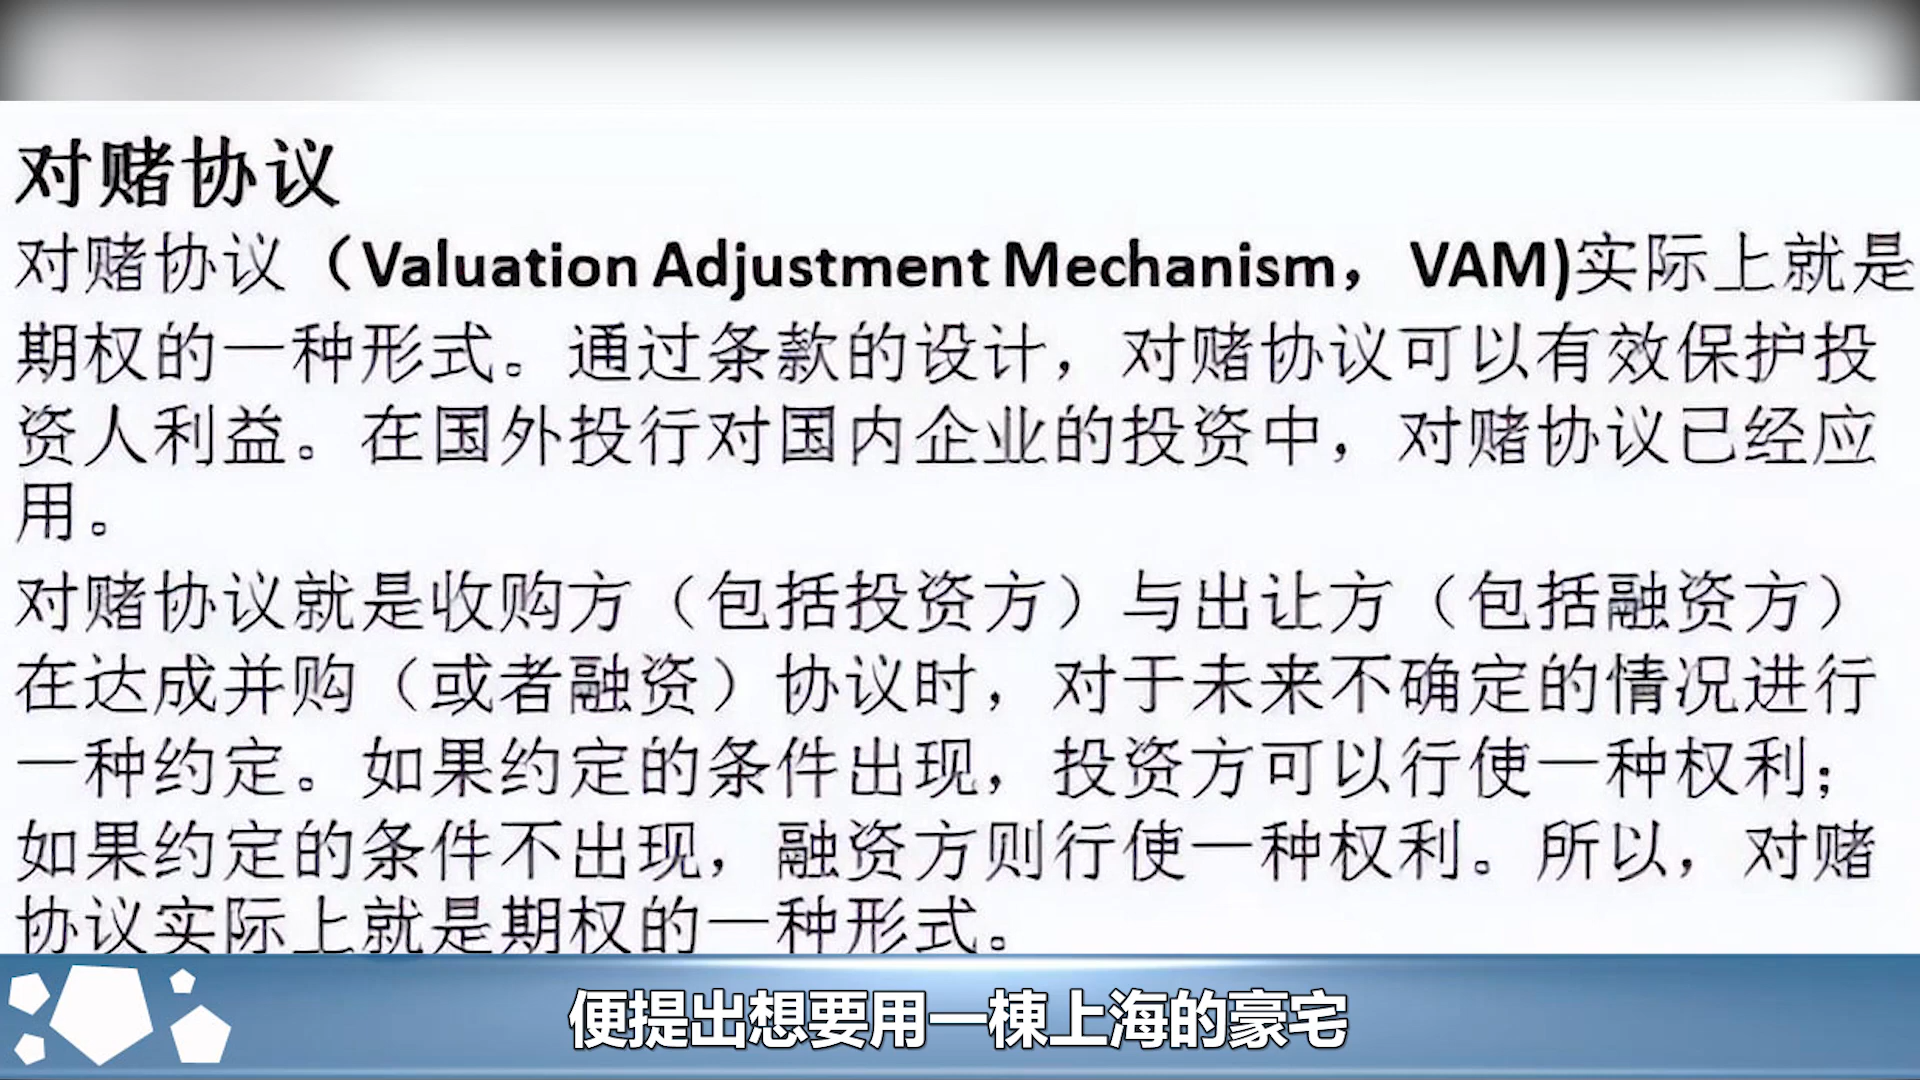 对赌协议
对赌协议（Valuation Adjustment Mechanism，VAM)实际上就是
期权的一种形式。通过条款的设计，对赌协议可以有效保护投
资人利益。在国外投行对国内企业的投资中，对赌协议已经应
用。
对赌协议就是收购方（包括投资方）与出让方（包括融资方）
在达成并购（或者融资）协议时，对于未来不确定的情况进行
一种约定。如果约定的条件出现，投资方可以行使一种权利；
如果约定的条件不出现，融资方则行使一种权利。所以，对赌
协议实际上就是期权的一种形式。
便提出想要用一棟上海的豪宅